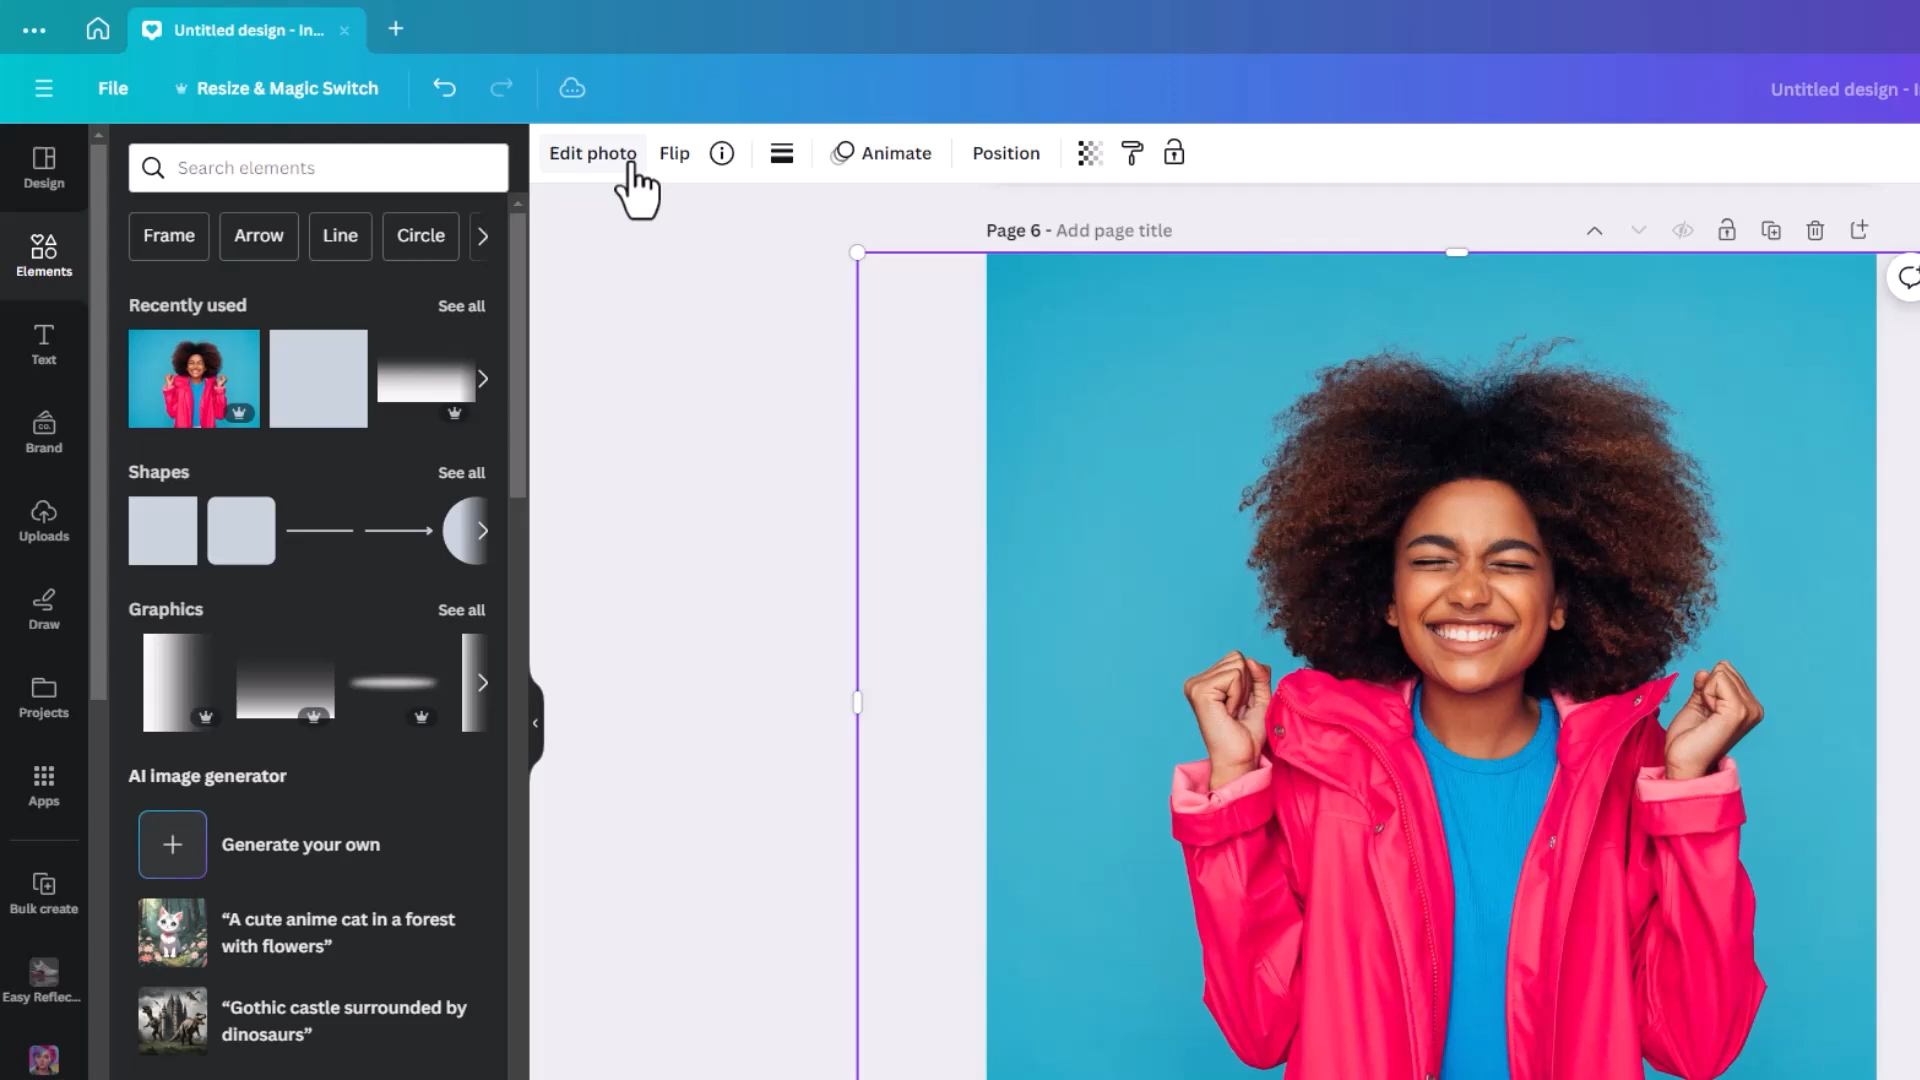 Untitled design - In...
File
Resize & Magic Switch
Untitled design - I
Design
Elements
Text
Brand
CO.
Uploads
Draw
Projects
Apps
Bulk create
Easy Reflec...
Search elements
Frame
Arrow
Line
Circle
Recently used
See all
Shapes
See all
Graphics
See all
AI image generator
Generate your own
“A cute anime cat in a forest
with flowers”
“Gothic castle surrounded by
dinosaurs”
Edit photo
Flip
Animate
Position
Page 6 - Add page title